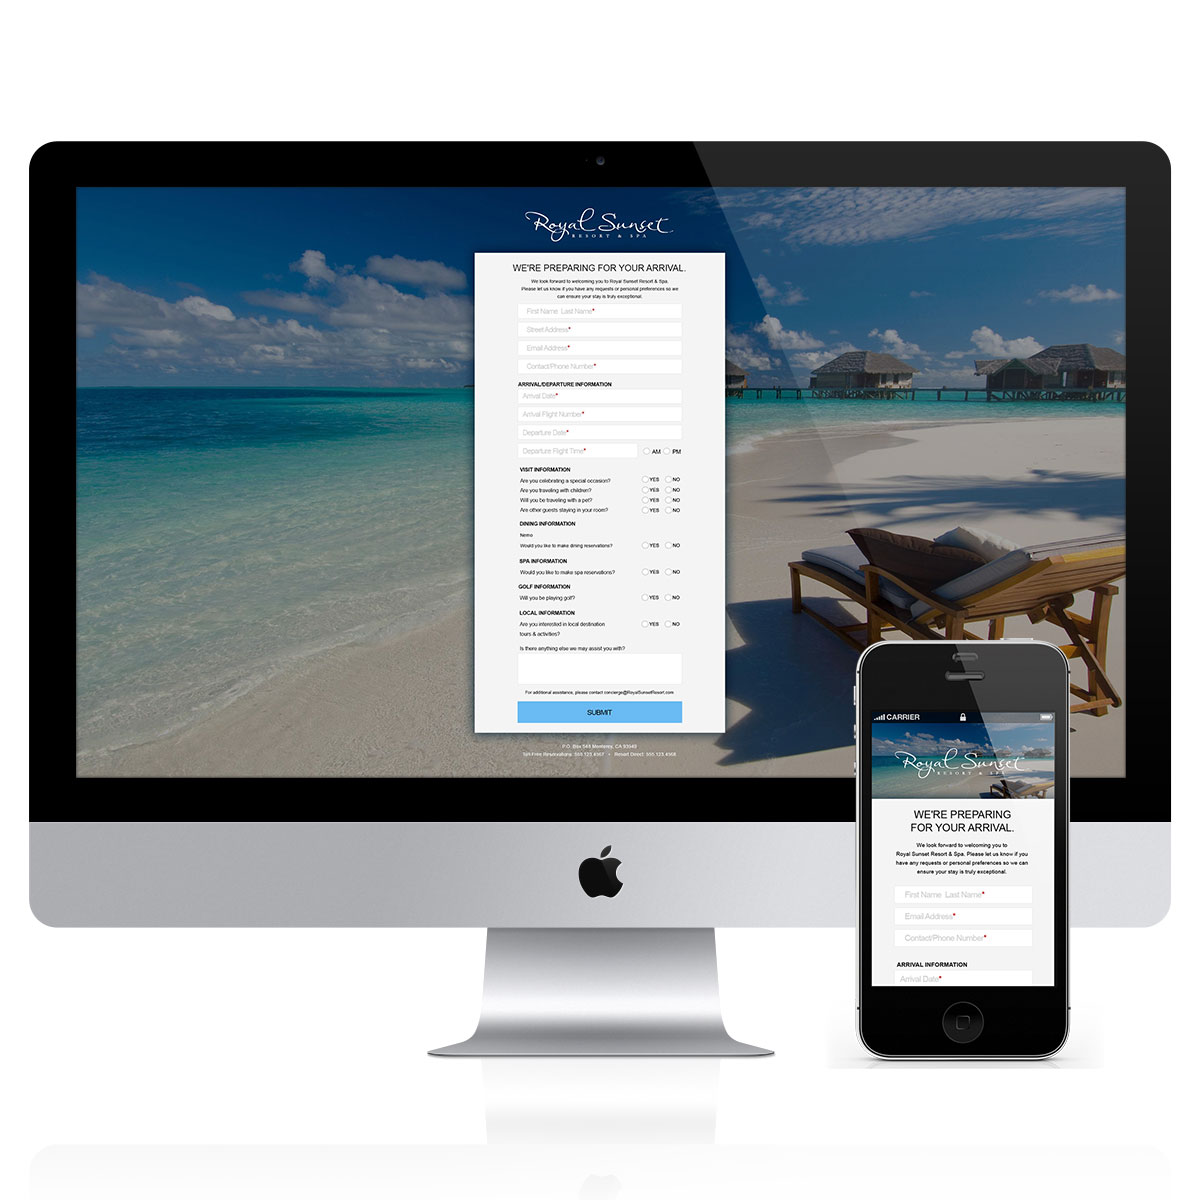 Royal Sunset
RESORT & SPA
WE'RE PREPARING FOR YOUR ARRIVAL.
We look forward to welcoming you to Royal Sunset Resort & Spa.
Please let us know if you have any requests or personal preferences so we
can ensure your stay is truly exceptional.
First Name Last Name*
Street Address*
Email Address*
Contact/Phone Number*
ARRIVAL/DEPARTURE INFORMATION
Arrival Date*
Arrival Flight Number*
Departure Date*
Departure Flight Time* AM PM
VISIT INFORMATION
Are you celebrating a special occasion? YES NO
Are you traveling with children? YES NO
Will you be traveling with a pet? YES NO
Are other guests staying in your room? YES NO
DINING INFORMATION
Nemo
Would you like to make dining reservations? YES NO
SPA INFORMATION
Would you like to make spa reservations? YES NO
GOLF INFORMATION
Will you be playing golf? YES NO
LOCAL INFORMATION
Are you interested in local destination YES NO
tours & activities?
Is there anything else we may assist you with?
For additional assistance, please contact concierge@RoyalSunsetResort.com
SUBMIT
P.O. Box 544 Monterey, CA 93940
Toll-Free Reservations: 555.123.4567 • Resort Direct: 555.123.4568
CARRIER
Royal Sunset
RESORT & SPA
WE'RE PREPARING
FOR YOUR ARRIVAL.
We look forward to welcoming you to
Royal Sunset Resort & Spa. Please let us know if you
have any requests or personal preferences so we can
ensure your stay is truly exceptional.
First Name Last Name*
Email Address*
Contact/Phone Number*
ARRIVAL INFORMATION
Arrival Date*